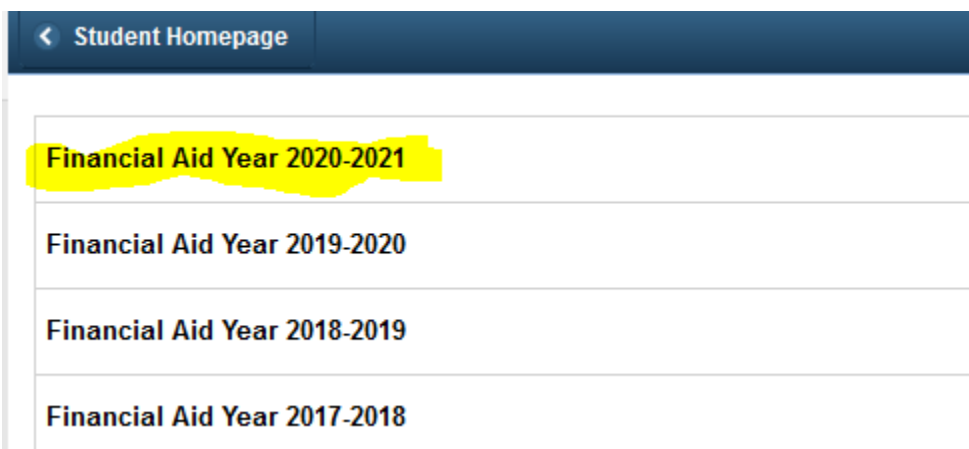 Student Homepage
Financial Aid Year 2020-2021
Financial Aid Year 2019-2020
Financial Aid Year 2018-2019
Financial Aid Year 2017-2018